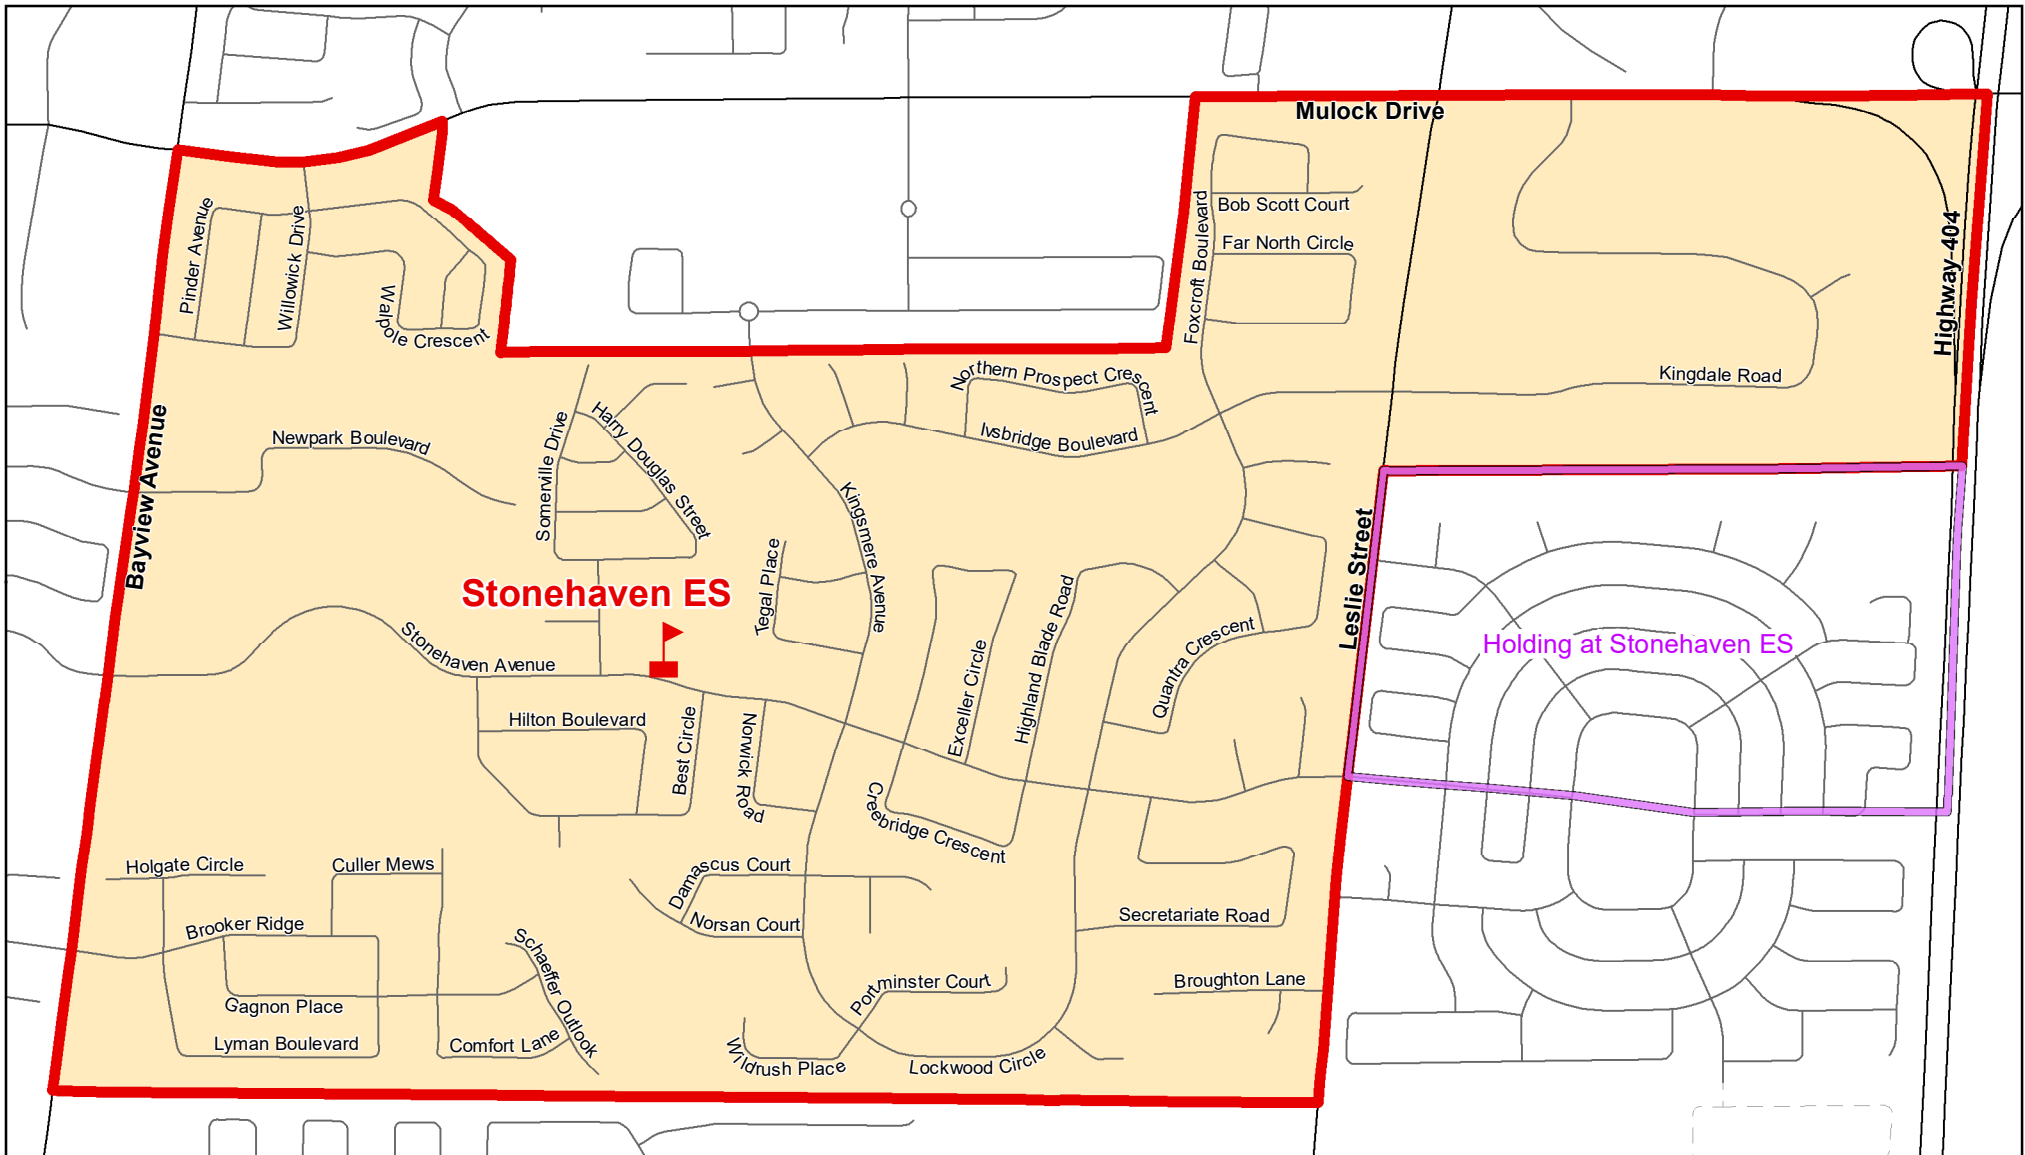 Mulock Drive
Bob Scott Court
Far North Circle
Foxcroft Boulevard
Highway 404
Pinder Avenue
Willowick Drive
Walpole Crescent
Kingdale Road
Northern Prospect Crescent
Ivsbridge Boulevard
Bayview Avenue
Newpark Boulevard
Somerville Drive
Harry Douglas Street
Kingsmere Avenue
Tegal Place
Stonehaven ES
Leslie Street
Holding at Stonehaven ES
Stonehaven Avenue
Exceller Circle
Highland Blade Road
Quantra Crescent
Hilton Boulevard
Best Circle
Norwick Road
Creebridge Crescent
Holgate Circle
Culler Mews
Damascus Court
Brooker Ridge
Norsan Court
Secretariate Road
Schaeffer Outlook
Portminster Court
Broughton Lane
Gagnon Place
Lyman Boulevard
Comfort Lane
Wildrush Place
Lockwood Circle